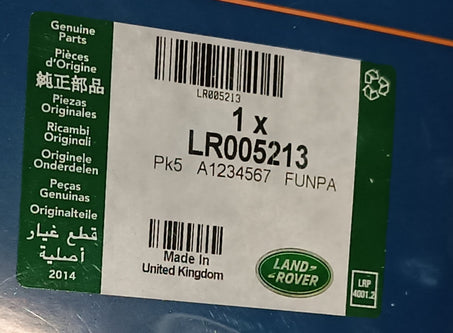 Genuine
Parts
Pièces
d'Origine
純正部品
Piezas
Originales
Ricambi
Originali
Originele
Onderdelen
Peças
Genuinas
Originalteile
قطع غيار
أصلية
2014
LR005213
1 x
LR005213
Pk5 A1234567 FUNPA
Made In
United Kingdom
LAND-
-ROVER
LRP
4001.2